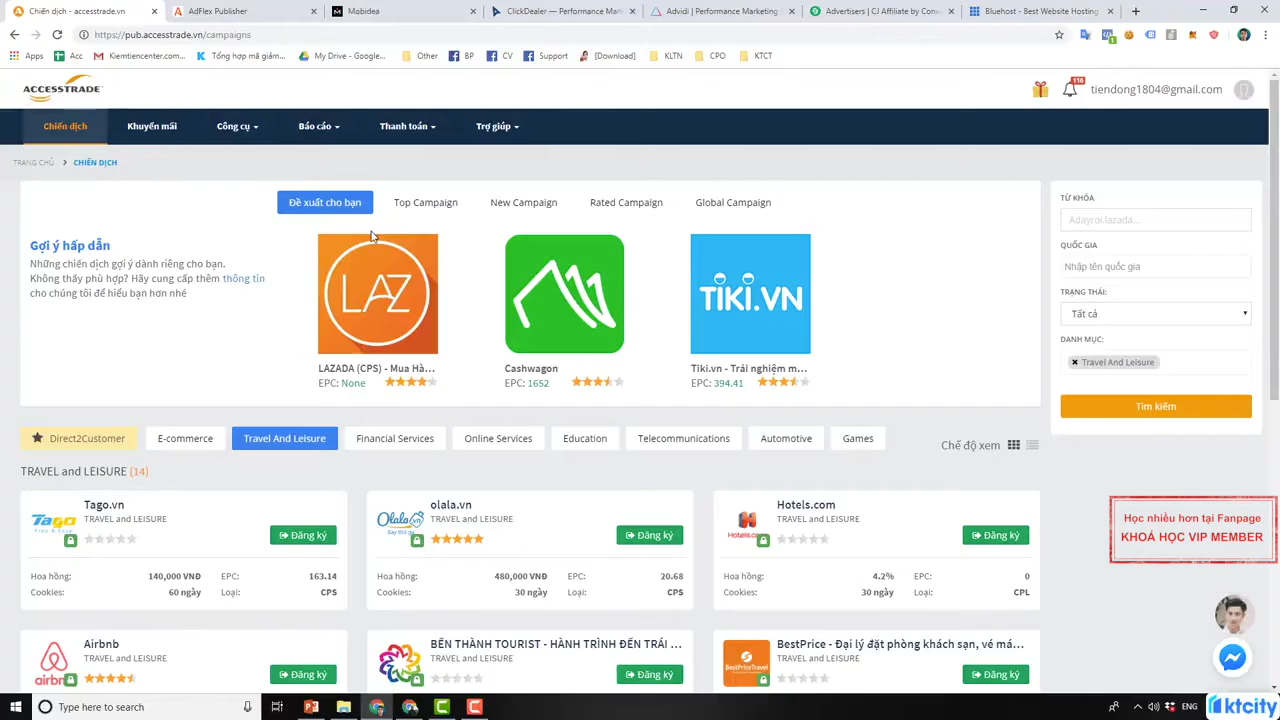 Chiến dịch - accesstrade.vn
AdFlex Publisher
Mobidea
ClickDealer — Performance Mar
Advidi | Performance Marketing
Advertisers | CJ Affiliate by Conv
Bluehost - Best Website Hosting
https://pub.accesstrade.vn/campaigns
Apps
Acc
Kiemtiencenter.com...
Tổng hợp mã giảm...
My Drive - Google...
Other
BP
CV
Support
[Download]
KLTN
CPO
KTCT
ACCESSTRADE
116
tiendong1804@gmail.com
Chiến dịch
Khuyến mãi
Công cụ
Báo cáo
Thanh toán
Trợ giúp
TRANG CHỦ
CHIẾN DỊCH
Đề xuất cho bạn
Top Campaign
New Campaign
Rated Campaign
Global Campaign
Gợi ý hấp dẫn
Những chiến dịch gợi ý dành riêng cho bạn.
Không thấy phù hợp? Hãy cung cấp thêm thông tin
cho chúng tôi để hiểu bạn hơn nhé
LAZ
LAZADA (CPS) - Mua Hà...
EPC: None
Cashwagon
EPC: 1652
TIKI.VN
Tiki.vn - Trải nghiệm m...
EPC: 394.41
TỪ KHÓA
Adayroi,lazada...
QUỐC GIA
Nhập tên quốc gia
TRẠNG THÁI:
Tất cả
DANH MỤC:
Travel And Leisure
Tìm kiếm
Direct2Customer
E-commerce
Travel And Leisure
Financial Services
Online Services
Education
Telecommunications
Automotive
Games
Chế độ xem
TRAVEL and LEISURE (14)
Tago
Tago.vn
TRAVEL and LEISURE
Đăng ký
Hoa hồng: 140,000 VNĐ EPC: 163.14
Cookies: 60 ngày Loại: CPS
Olala
olala.vn
TRAVEL and LEISURE
Đăng ký
Hoa hồng: 480,000 VNĐ EPC: 20.68
Cookies: 30 ngày Loại: CPS
Hotels.com
Hotels.com
TRAVEL and LEISURE
Đăng ký
Hoa hồng: 4.2% EPC: 0
Cookies: 30 ngày Loại: CPL
airbnb
Airbnb
TRAVEL and LEISURE
Đăng ký
BẾN THÀNH TOURIST - HÀNH TRÌNH ĐẾN TRÁI ...
TRAVEL and LEISURE
Đăng ký
BESTPRICETRAVEL
BestPrice - Đại lý đặt phòng khách sạn, vé má...
TRAVEL and LEISURE
Đăng ký
Học nhiều hơn tại Fanpage
KHOÁ HỌC VIP MEMBER
Type here to search
ENG
ktcity